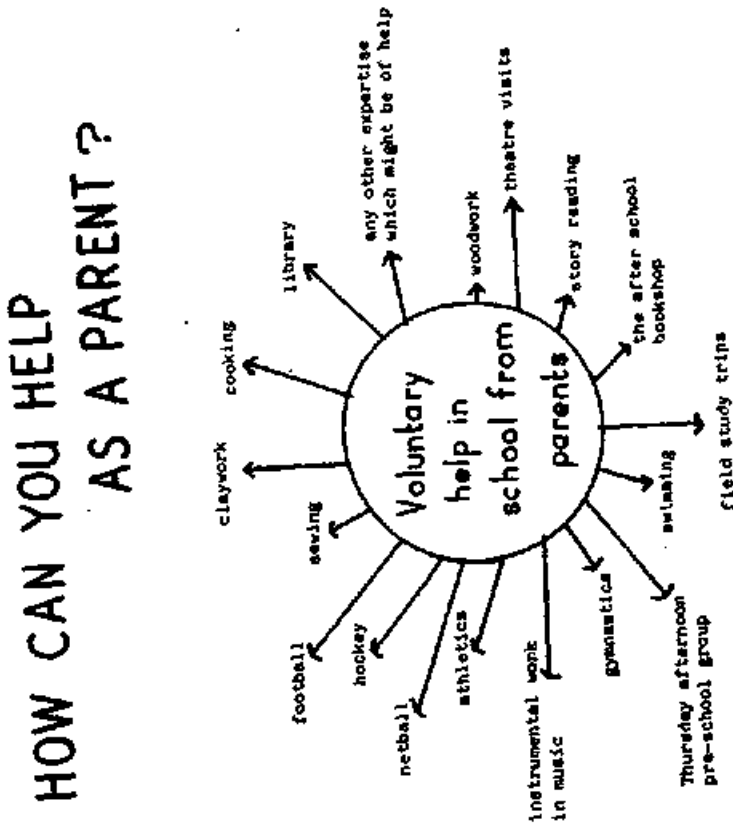 HOW CAN YOU HELP
AS A PARENT?
Voluntary
help in
school from
parents
library
any other expertise
which might be of help
woodwork
theatre visits
story reading
the after school
bookshop
field study trips
swimming
Thursday afternoon
pre-school group
gymnastics
instrumental work
in music
athletics
netball
hockey
football
sewing
claywork
cooking